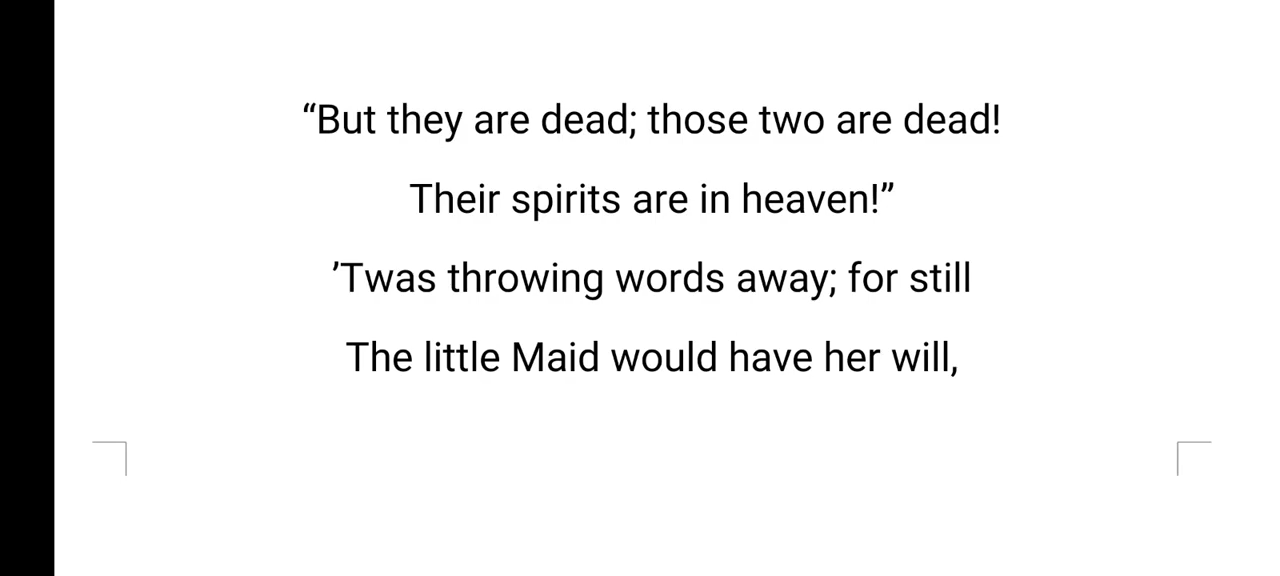 “But they are dead; those two are dead!
Their spirits are in heaven!”
’Twas throwing words away; for still
The little Maid would have her will,